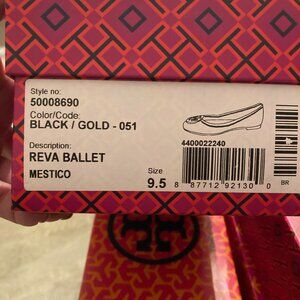 Style no:
50008690
Color/Code:
BLACK / GOLD - 051
Description:
REVA BALLET
MESTICO
4400022240
Size
9.5
8 87712 92130 0
BR